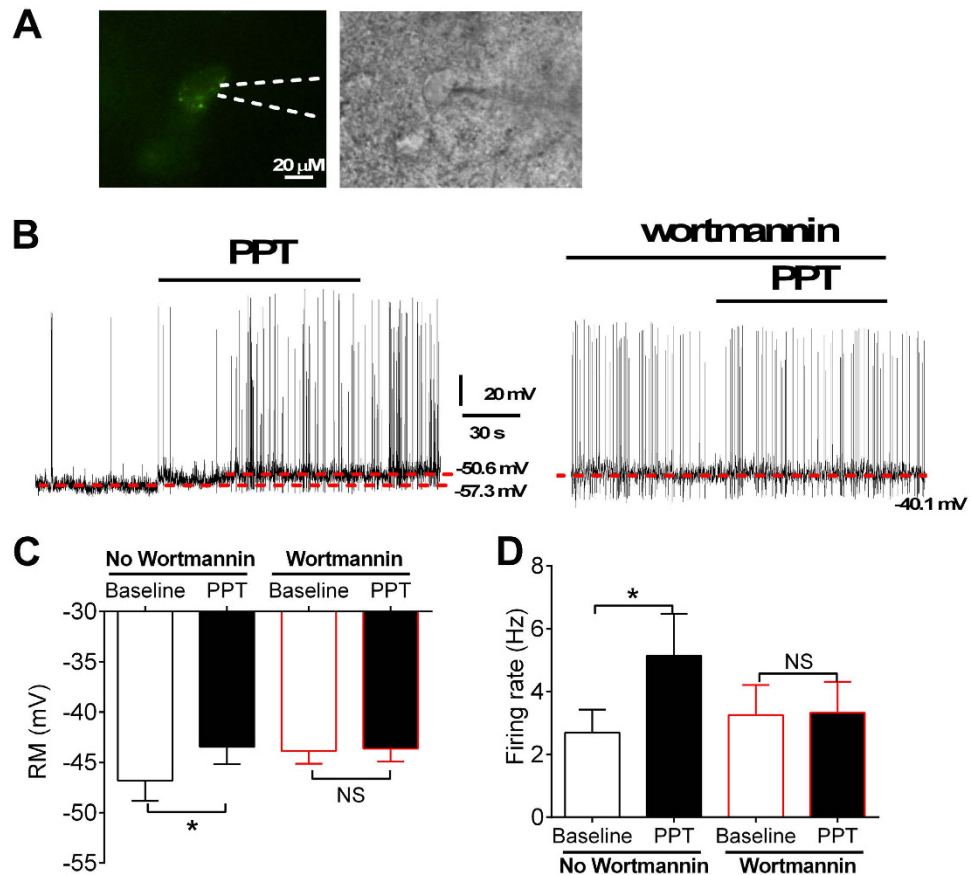 A
20 µM
B
PPT
wortmannin
PPT
20 mV
30 s
-50.6 mV
-57.3 mV
-40.1 mV
C
No Wortmannin Wortmannin
Baseline PPT Baseline PPT
-30
-35
-40
-45
-50
-55
RM (mV)
*
NS
D
8
6
4
2
0
Firing rate (Hz)
*
NS
Baseline PPT Baseline PPT
No Wortmannin Wortmannin